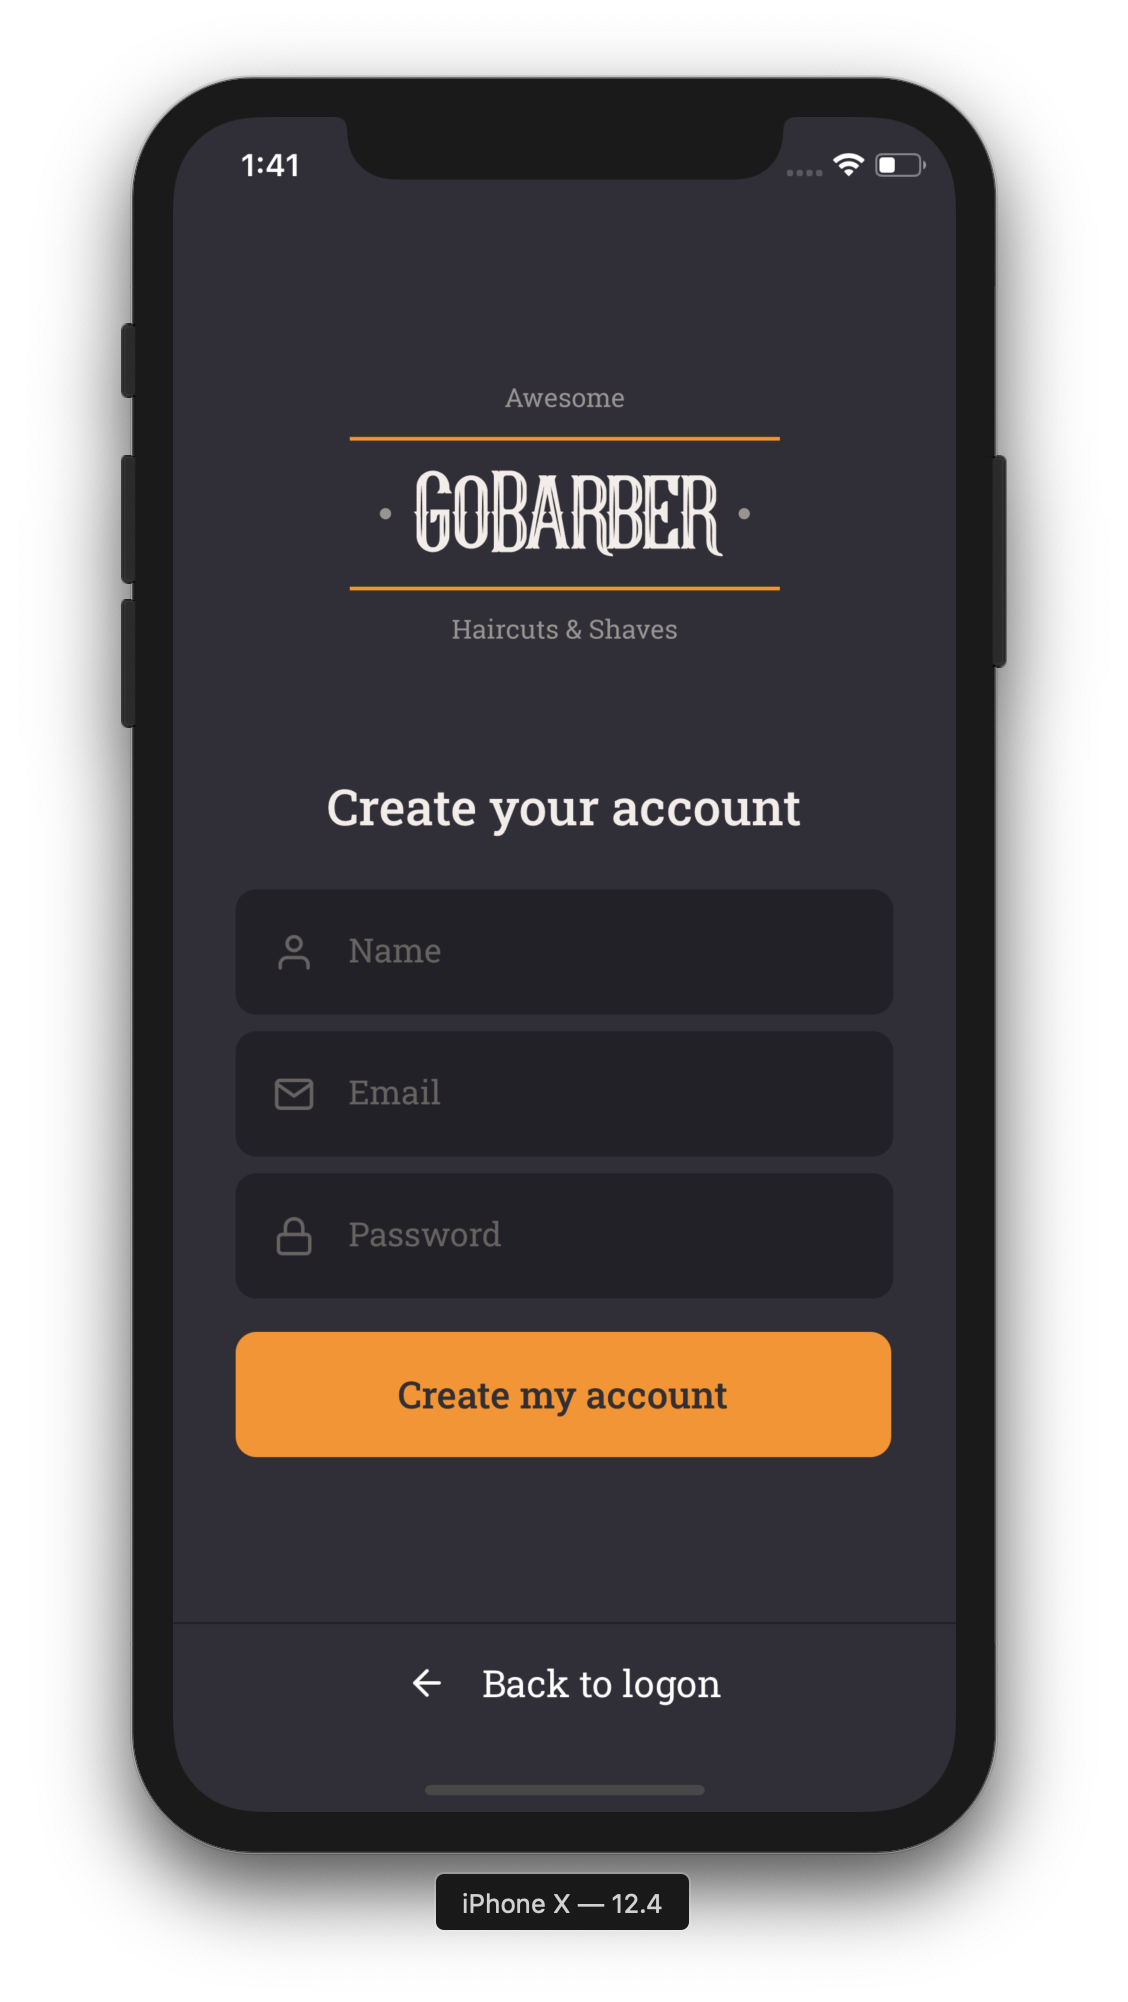 1:41
Awesome
GOBARBER
Haircuts & Shaves
Create your account
Name
Email
Password
Create my account
Back to logon
iPhone X — 12.4